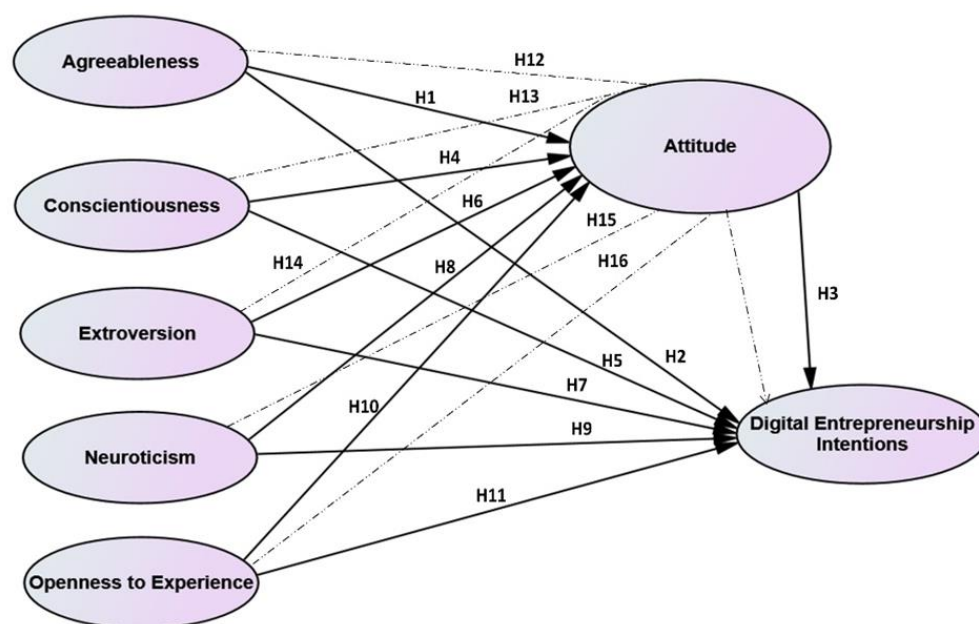 Agreeableness
H12
H1
H13
Attitude
Conscientiousness
H4
H6
H15
H14
H8
H16
H3
Extroversion
H5
H2
H7
H10
Digital Entrepreneurship
Intentions
H9
Neuroticism
H11
Openness to Experience